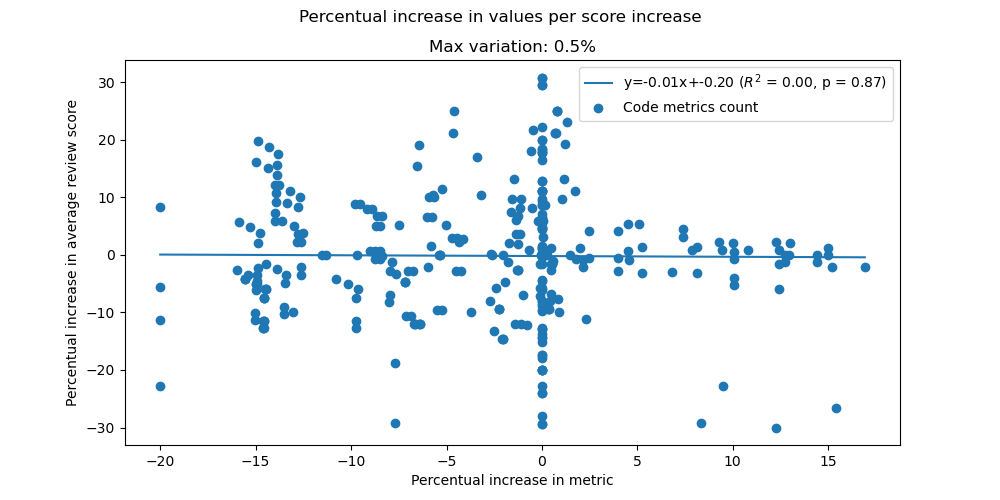 Percentual increase in values per score increase
Max variation: 0.5%
y=-0.01x+-0.20 (R² = 0.00, p = 0.87)
Code metrics count
Percentual increase in average review score
30
20
10
0
−10
−20
−30
−20 −15 −10 −5 0 5 10 15
Percentual increase in metric